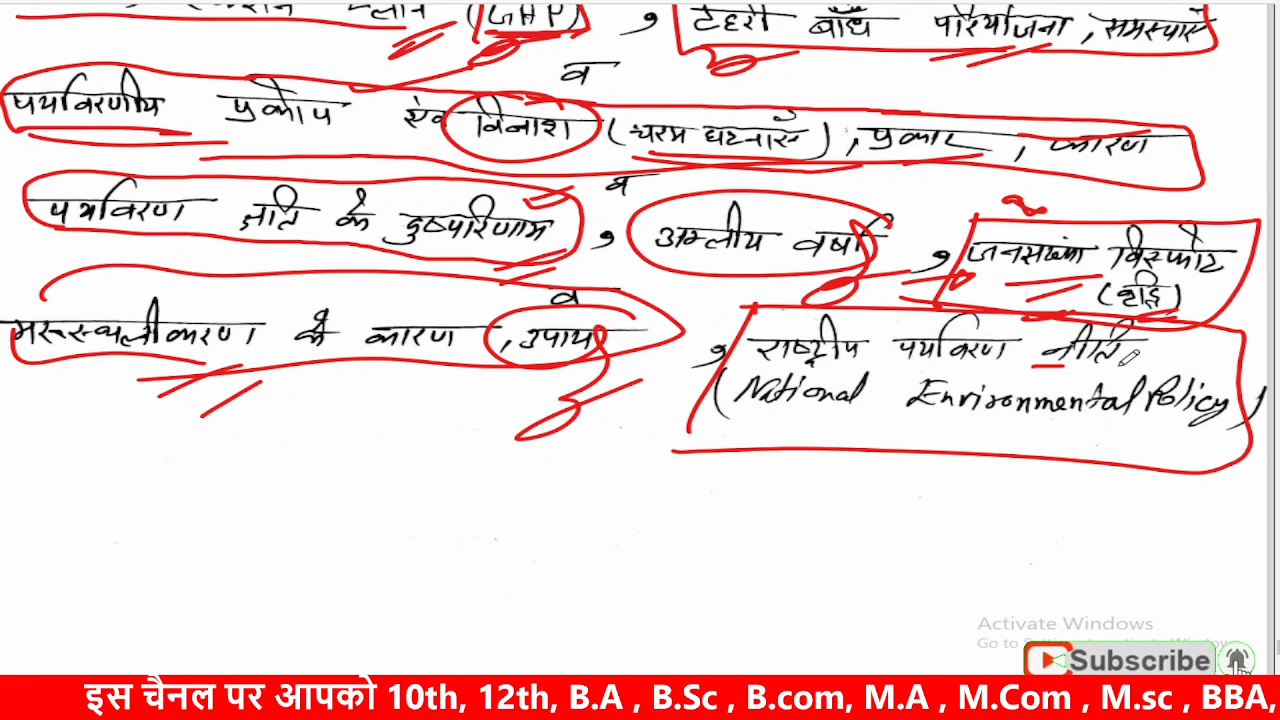 (GAP) , टिहरी बाँध परियोजना , समस्याएं
व
पर्यावरणीय प्रकोप एंव विनाश (चरम घटनाएँ) , प्रकार , कारण
व
पर्यावरण क्षति के दुष्परिणाम , अम्लीय वर्षा , जनसंख्या विस्फोट
(वृद्धि)
व
मरूस्थलीकरण के कारण , उपाय , राष्ट्रीय पर्यावरण नीति
(National Environmental Policy)
Activate Windows
Go to
Subscribe
इस चैनल पर आपको 10th, 12th, B.A , B.Sc , B.com, M.A , M.Com , M.sc , BBA,